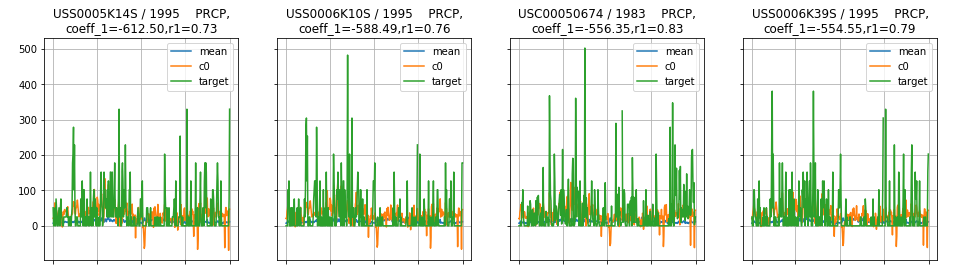 USS0005K14S / 1995 PRCP,
coeff_1=-612.50,r1=0.73
USS0006K10S / 1995 PRCP,
coeff_1=-588.49,r1=0.76
USC00050674 / 1983 PRCP,
coeff_1=-556.35,r1=0.83
USS0006K39S / 1995 PRCP,
coeff_1=-554.55,r1=0.79
500
400
300
200
100
0
mean
c0
target
mean
c0
target
mean
c0
target
mean
c0
target